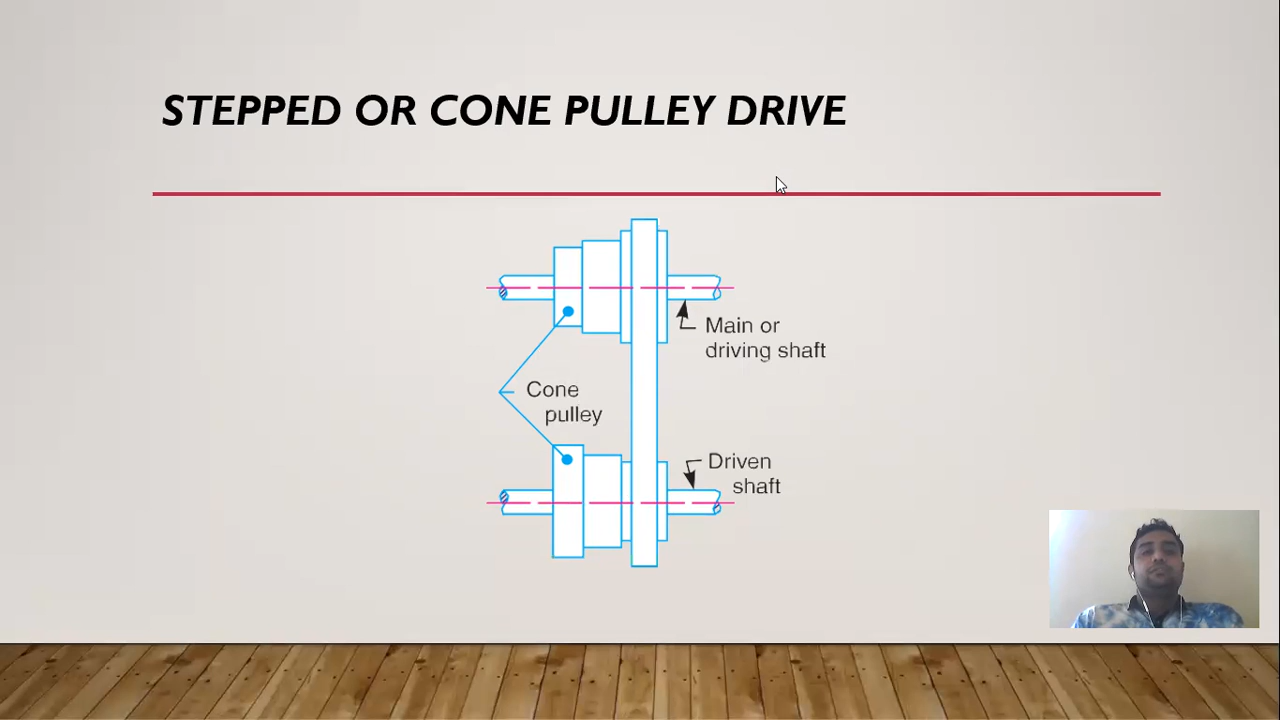 STEPPED OR CONE PULLEY DRIVE
Main or
driving shaft
Cone
pulley
Driven
shaft